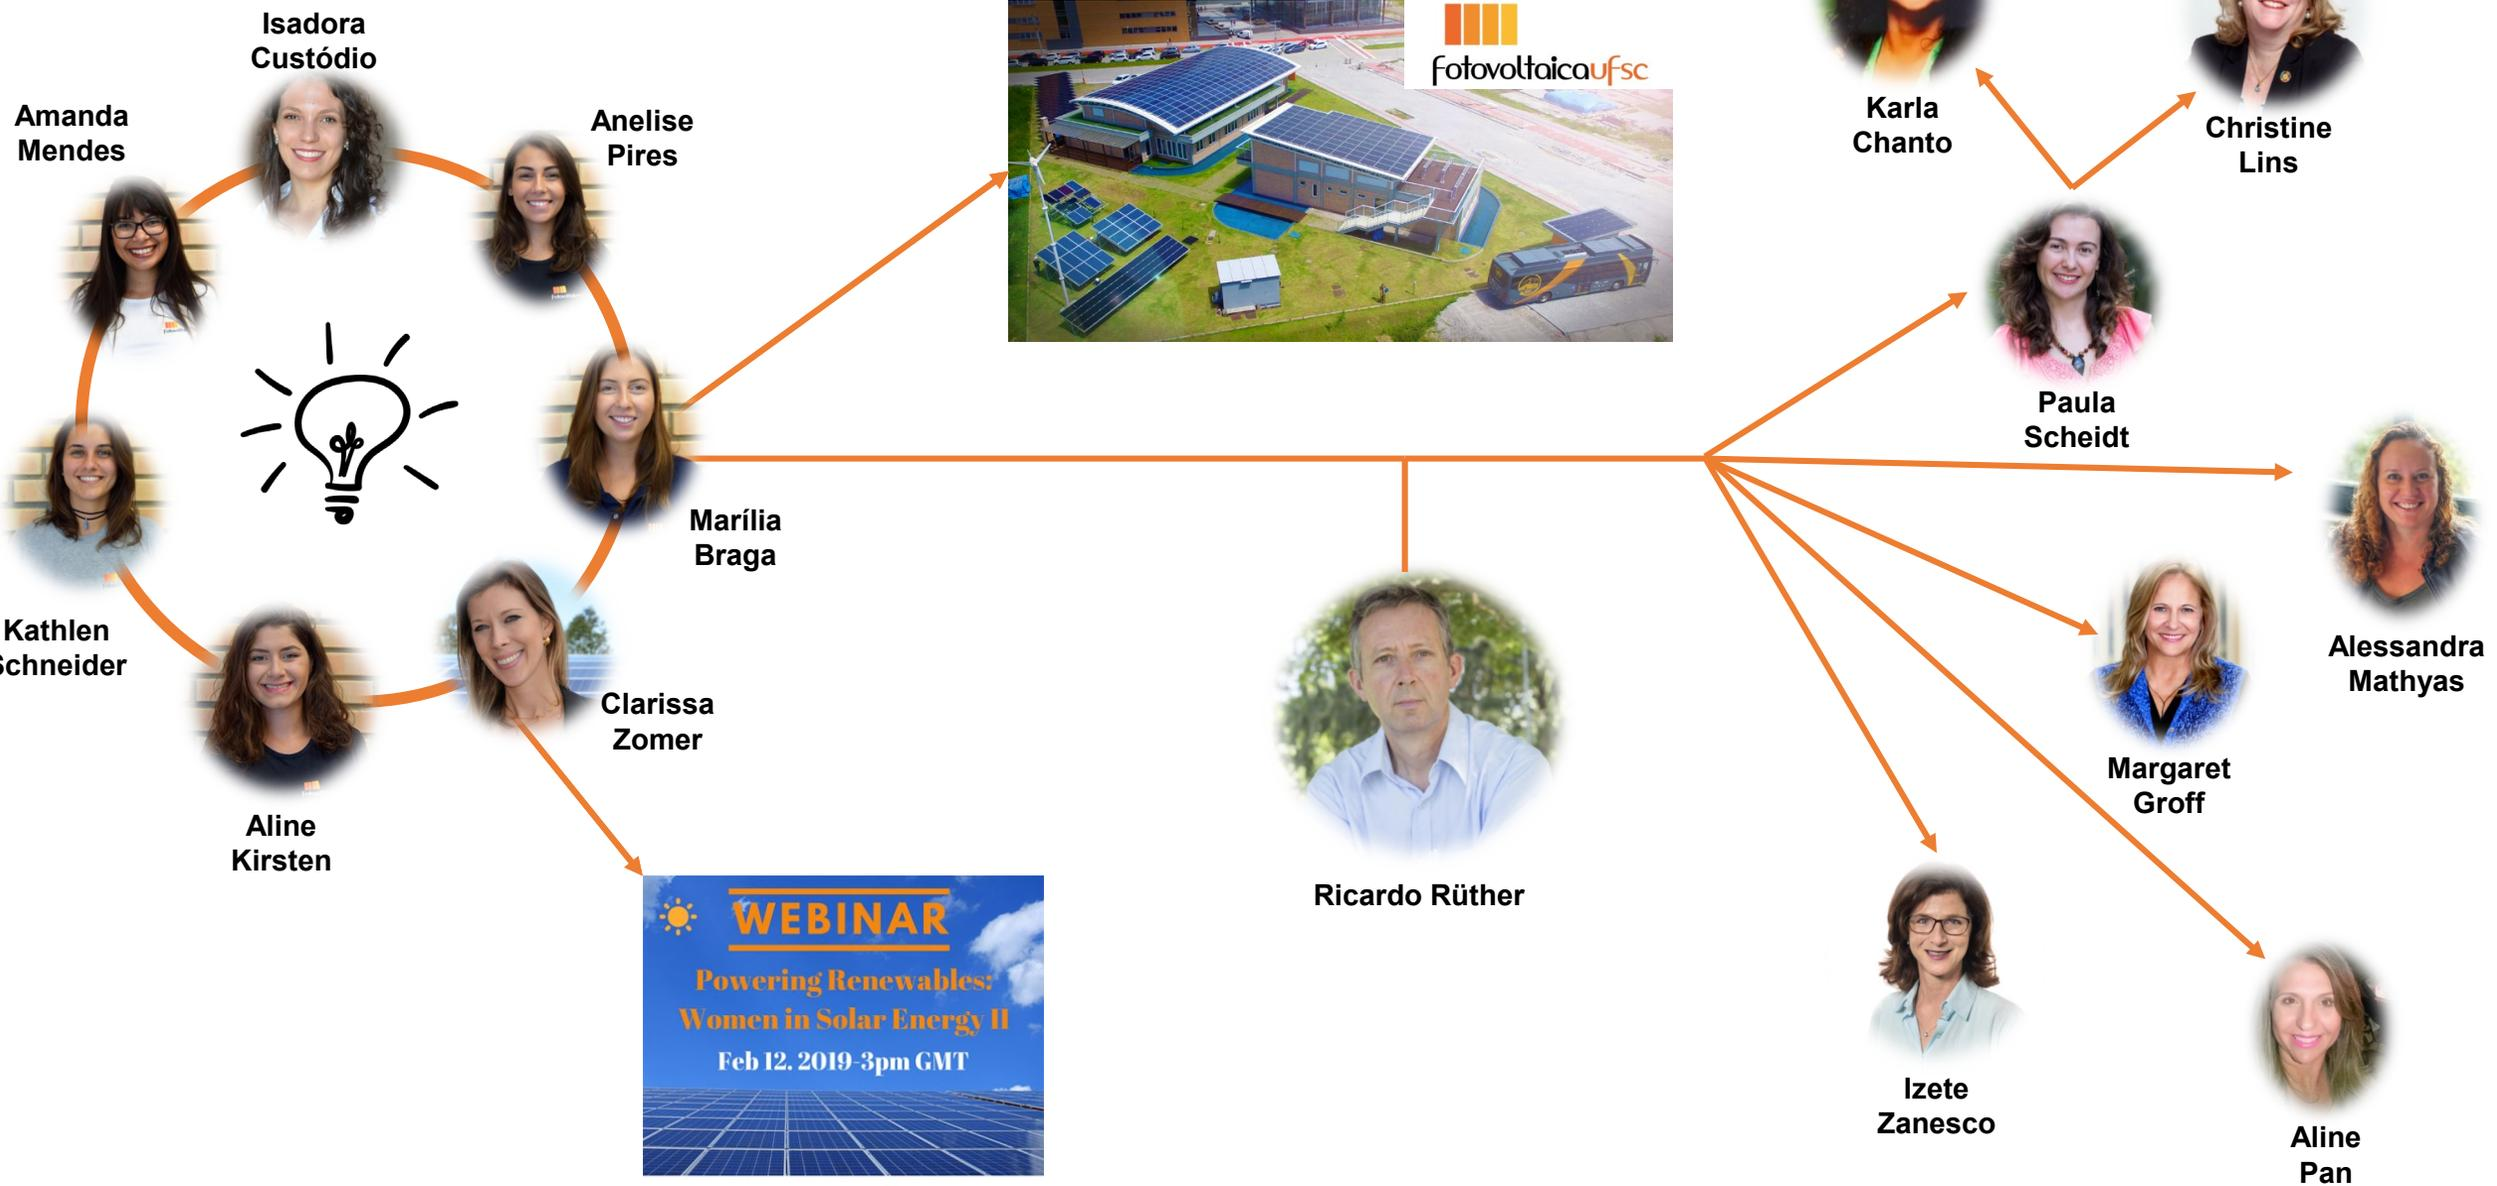 Isadora
Custódio
Amanda
Mendes
Anelise
Pires
fotovoltaicaufsc
Karla
Chanto
Christine
Lins
Paula
Scheidt
Marília
Braga
Kathlen
Schneider
Clarissa
Zomer
Alessandra
Mathyas
Margaret
Groff
Aline
Kirsten
Ricardo Rüther
WEBINAR
Powering Renewables:
Women in Solar Energy II
Feb 12. 2019-3pm GMT
Izete
Zanesco
Aline
Pan